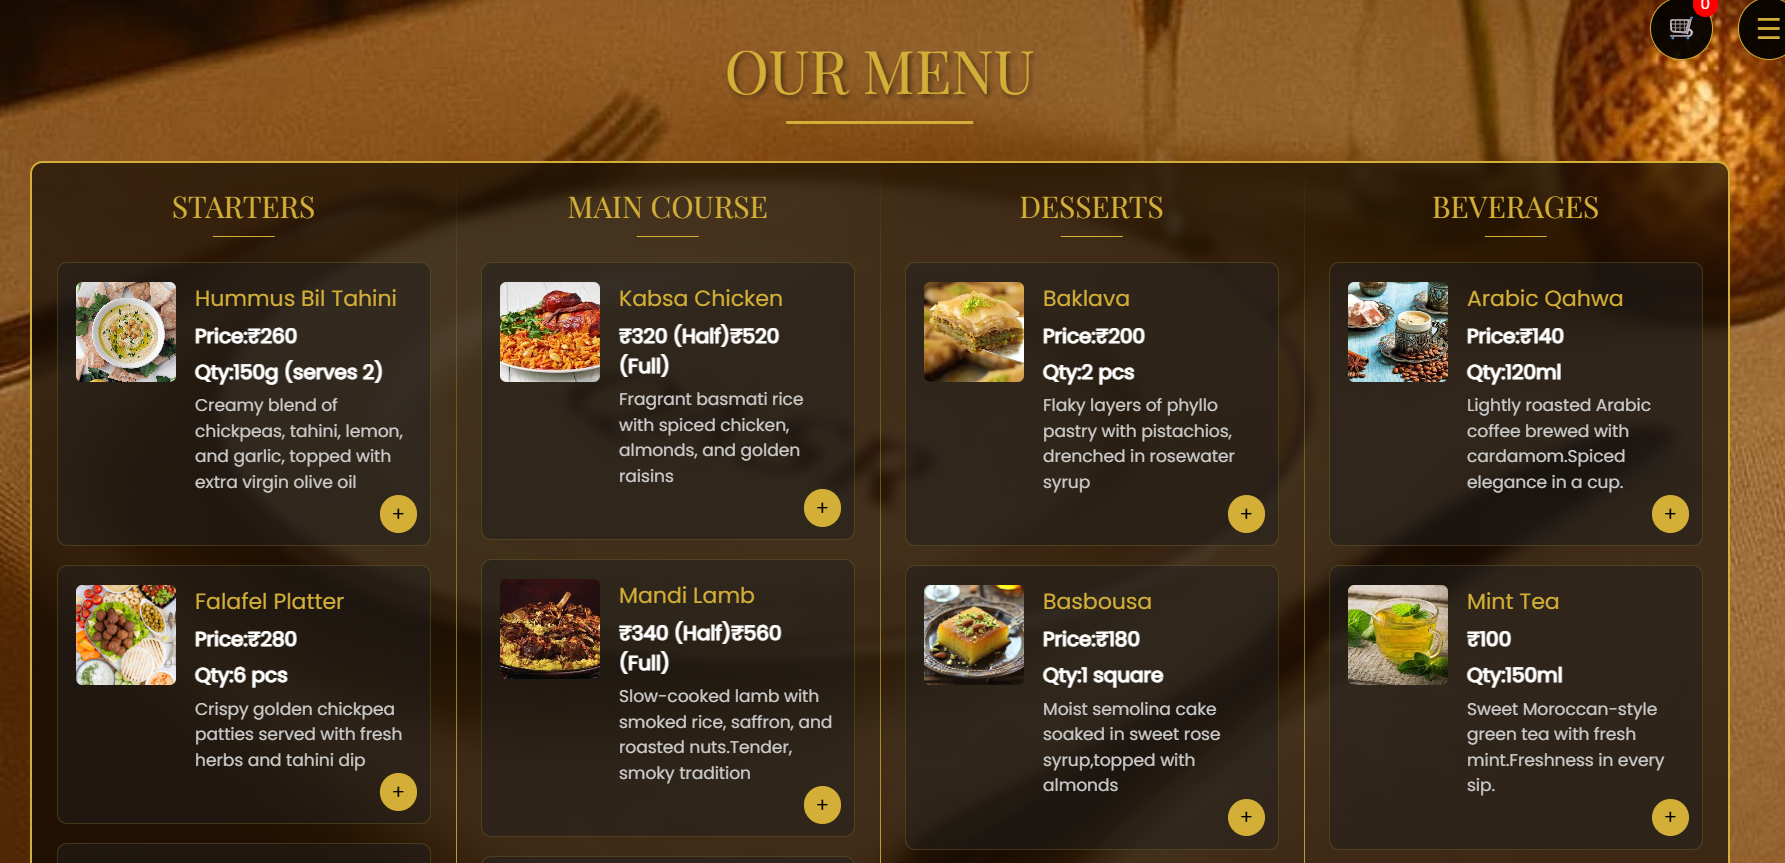 0
OUR MENU
STARTERS
Hummus Bil Tahini
Price:₹260
Qty:150g (serves 2)
Creamy blend of
chickpeas, tahini, lemon,
and garlic, topped with
extra virgin olive oil
+
Falafel Platter
Price:₹280
Qty:6 pcs
Crispy golden chickpea
patties served with fresh
herbs and tahini dip
+
MAIN COURSE
Kabsa Chicken
₹320 (Half)₹520
(Full)
Fragrant basmati rice
with spiced chicken,
almonds, and golden
raisins
+
Mandi Lamb
₹340 (Half)₹560
(Full)
Slow-cooked lamb with
smoked rice, saffron, and
roasted nuts.Tender,
smoky tradition
+
DESSERTS
Baklava
Price:₹200
Qty:2 pcs
Flaky layers of phyllo
pastry with pistachios,
drenched in rosewater
syrup
+
Basbousa
Price:₹180
Qty:1 square
Moist semolina cake
soaked in sweet rose
syrup,topped with
almonds
+
BEVERAGES
Arabic Qahwa
Price:₹140
Qty:120ml
Lightly roasted Arabic
coffee brewed with
cardamom.Spiced
elegance in a cup.
+
Mint Tea
₹100
Qty:150ml
Sweet Moroccan-style
green tea with fresh
mint.Freshness in every
sip.
+